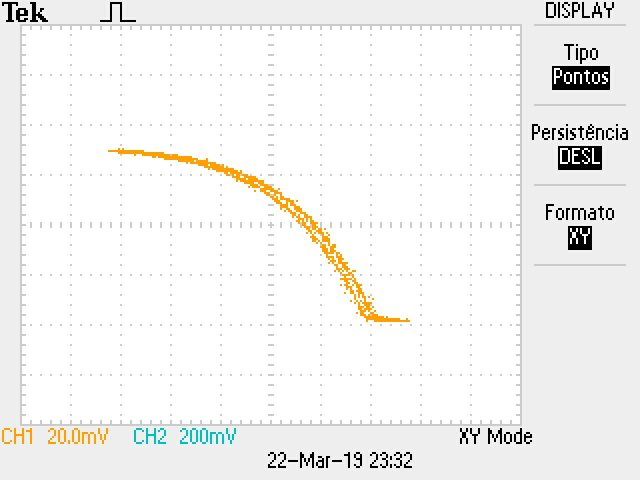 Tek
DISPLAY
Tipo
Pontos
Persistência
DESL
Formato
XY
CH1 20.0mV CH2 200mV XY Mode
22-Mar-19 23:32